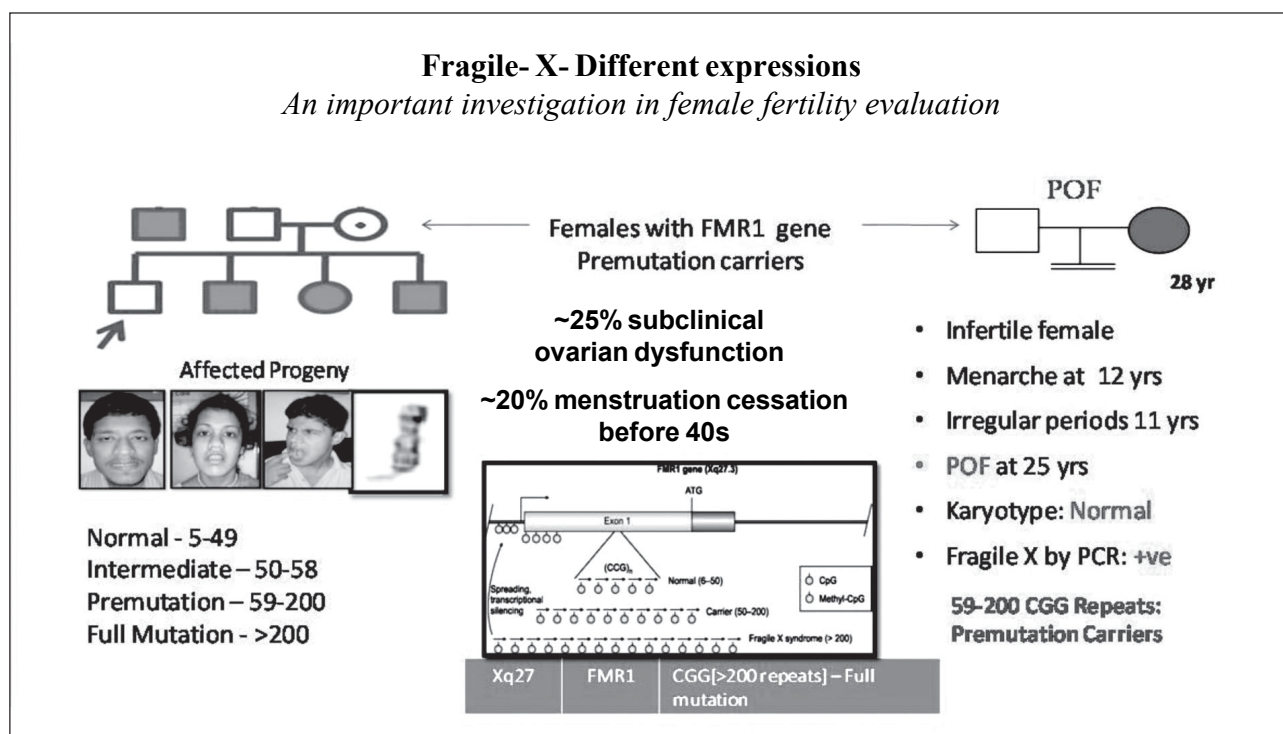 Fragile- X- Different expressions
An important investigation in female fertility evaluation
Females with FMR1 gene
Premutation carriers
~25% subclinical
ovarian dysfunction
~20% menstruation cessation
before 40s
Affected Progeny
Normal - 5-49
Intermediate – 50-58
Premutation – 59-200
Full Mutation - >200
FMR1 gene (Xq27.3)
ATG
Exon 1
(CCG)n
Normal (6–50)
Spreading,
transcriptional
silencing
Carrier (50–200)
Fragile X syndrome (> 200)
CpG
Methyl-CpG
Xq27 FMR1 CGG[>200 repeats] – Full
mutation
POF
28 yr
• Infertile female
• Menarche at 12 yrs
• Irregular periods 11 yrs
• POF at 25 yrs
• Karyotype: Normal
• Fragile X by PCR: +ve
59-200 CGG Repeats:
Premutation Carriers